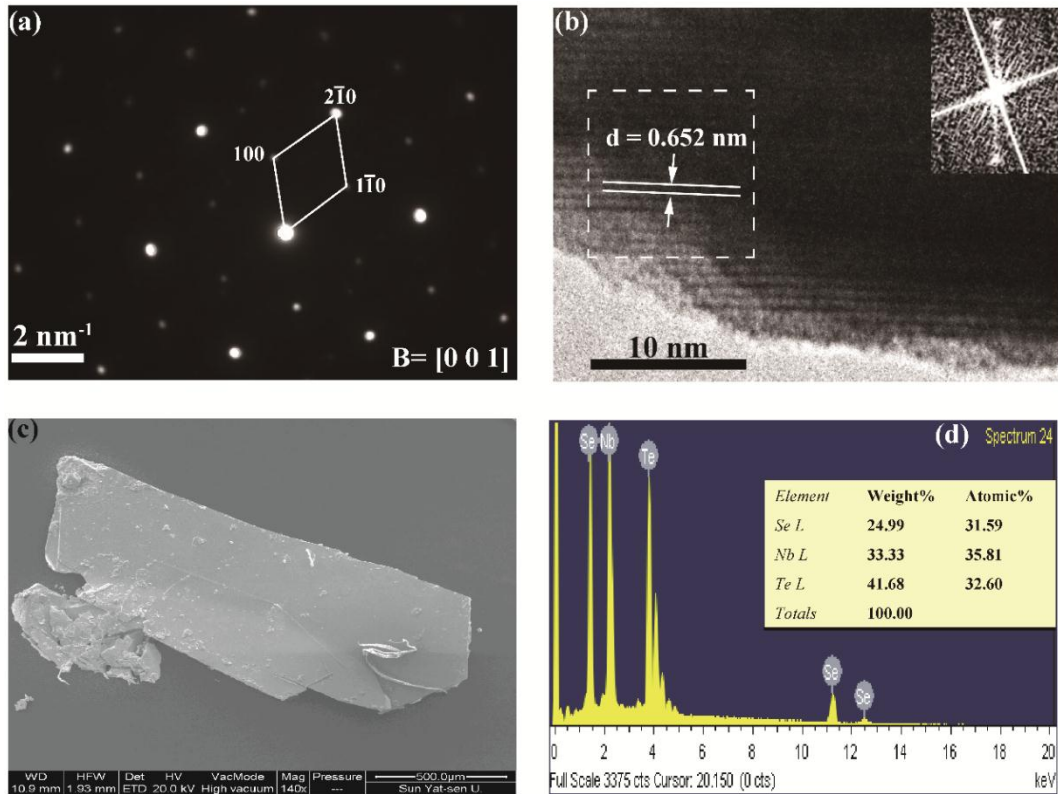 (a)
21̄0
100
11̄0
2 nm⁻¹
B= [0 0 1]
(b)
d = 0.652 nm
10 nm
(c)
WD HFW Det HV VacMode Mag Pressure 500.0µm
10.9 mm 1.93 mm ETD 20.0 kV High vacuum 140x --- Sun Yat-sen U.
(d)
Spectrum 24
Se Nb Te
Element Weight% Atomic%
Se L 24.99 31.59
Nb L 33.33 35.81
Te L 41.68 32.60
Totals 100.00
Se
Se
0 2 4 6 8 10 12 14 16 18 20
Full Scale 3375 cts Cursor: 20.150 (0 cts) keV